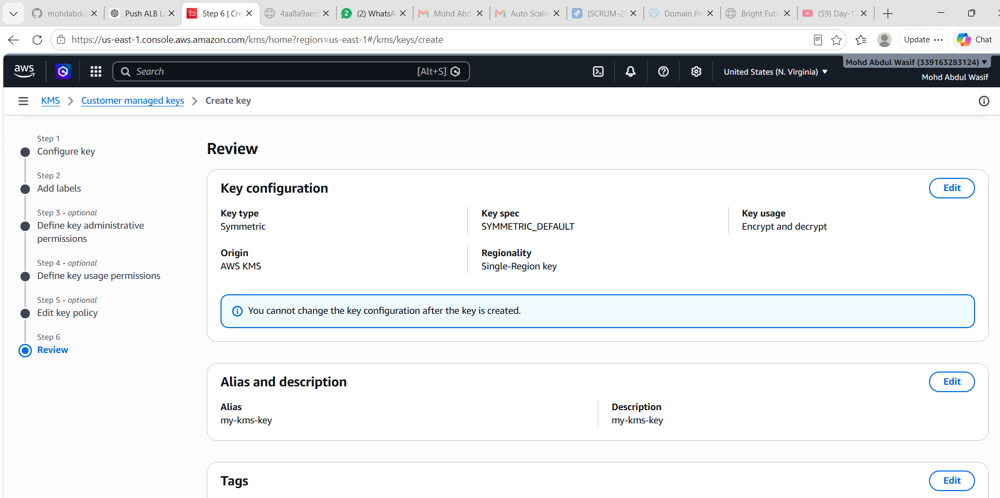 mohdabdul
Push ALB Lo
Step 6 | Cre
4aa8a9aec
(2) WhatsA
Mohd Abd
Auto Scalin
[SCRUM-26
Domain Po
Bright Futu
(59) Day-17
https://us-east-1.console.aws.amazon.com/kms/home?region=us-east-1#/kms/keys/create
Update
Chat
aws
Search
[Alt+S]
United States (N. Virginia)
Mohd Abdul Wasif (339163283124)
Mohd Abdul Wasif
KMS
Customer managed keys
Create key
Step 1
Configure key
Step 2
Add labels
Step 3 - optional
Define key administrative
permissions
Step 4 - optional
Define key usage permissions
Step 5 - optional
Edit key policy
Step 6
Review
Review
Key configuration
Edit
Key type
Symmetric
Key spec
SYMMETRIC_DEFAULT
Key usage
Encrypt and decrypt
Origin
AWS KMS
Regionality
Single-Region key
You cannot change the key configuration after the key is created.
Alias and description
Edit
Alias
my-kms-key
Description
my-kms-key
Tags
Edit